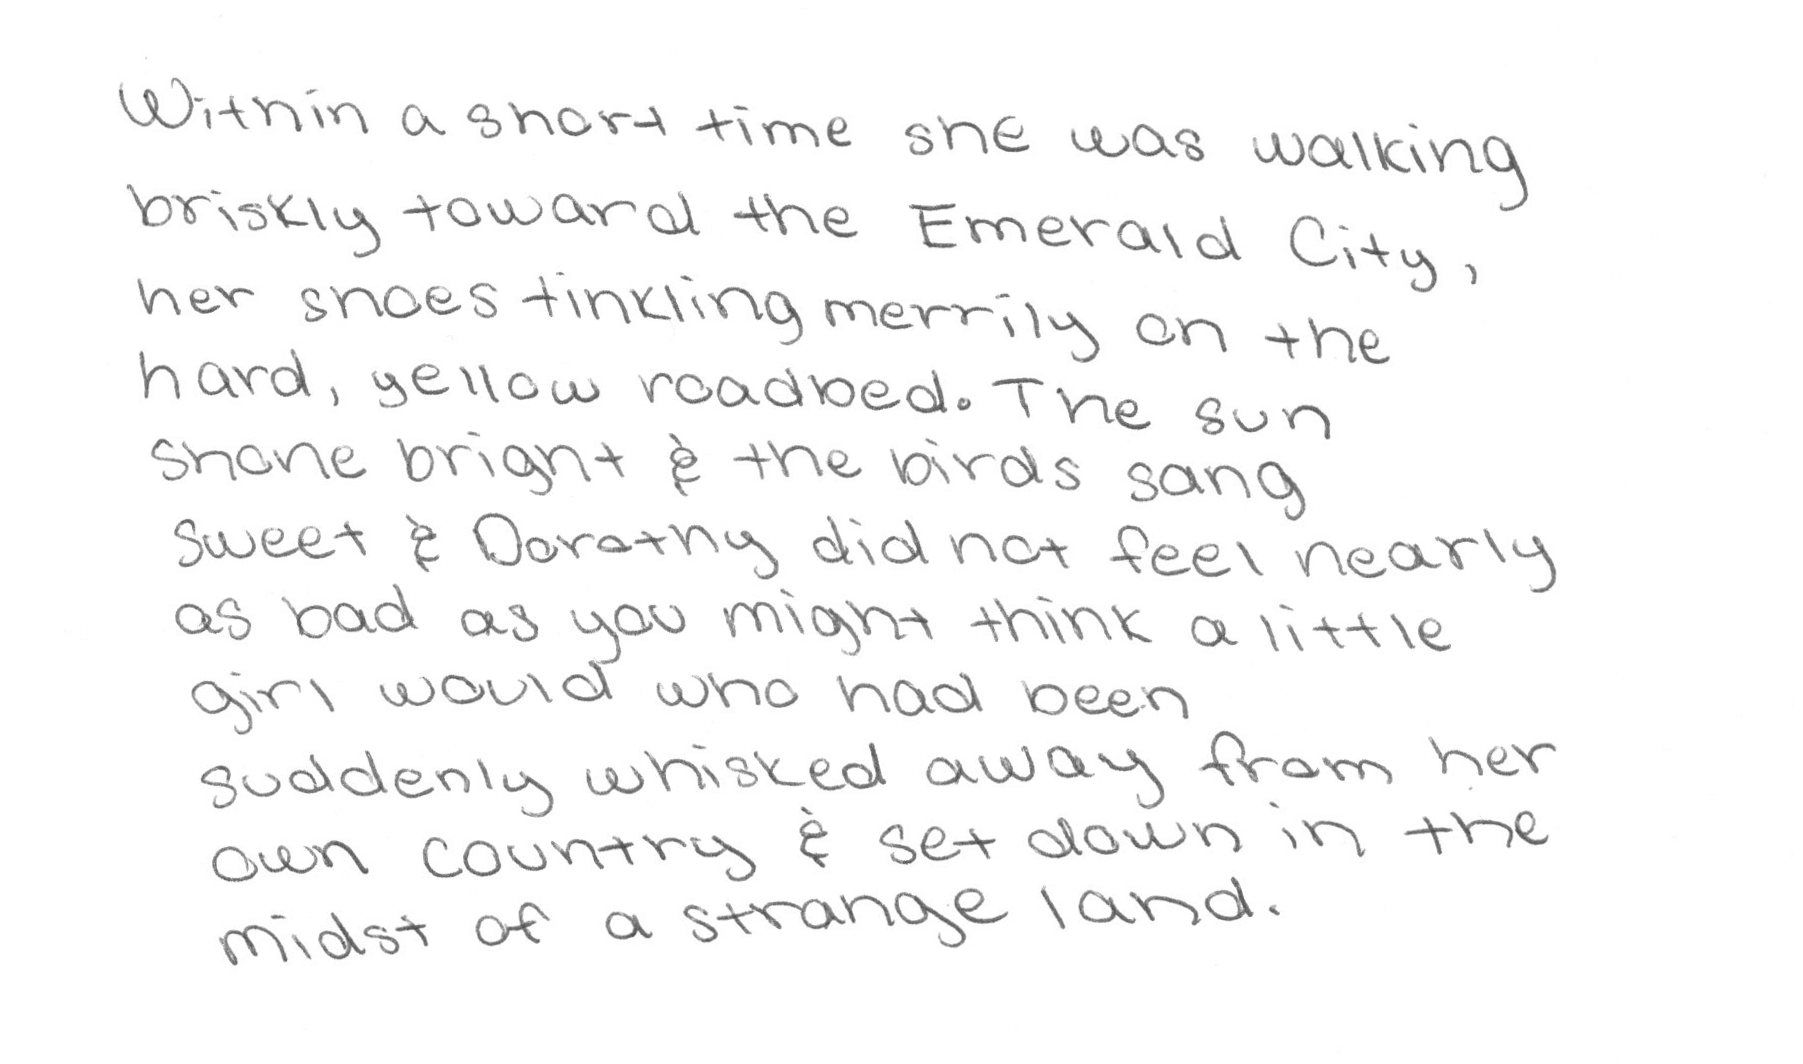 Within a short time she was walking
briskly toward the Emerald City,
her shoes tinkling merrily on the
hard, yellow roadbed. The sun
shone bright & the birds sang
sweet & Dorothy did not feel nearly
as bad as you might think a little
girl would who had been
suddenly whisked away from her
own country & set down in the
midst of a strange land.